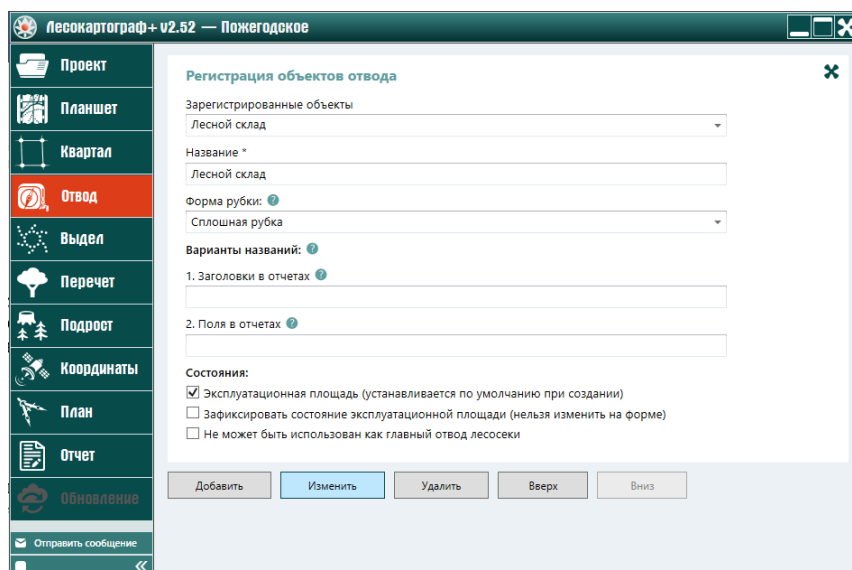 Лесокартограф+ v2.52 — Пожегодское
Проект
Планшет
Квартал
Отвод
Выдел
Перечет
Подрост
Координаты
План
Отчет
Обновление
Отправить сообщение
Регистрация объектов отвода
Зарегистрированные объекты
Лесной склад
Название *
Лесной склад
Форма рубки:
Сплошная рубка
Варианты названий:
1. Заголовки в отчетах
2. Поля в отчетах
Состояния:
Эксплуатационная площадь (устанавливается по умолчанию при создании)
Зафиксировать состояние эксплуатационной площади (нельзя изменить на форме)
Не может быть использован как главный отвод лесосеки
Добавить
Изменить
Удалить
Вверх
Вниз